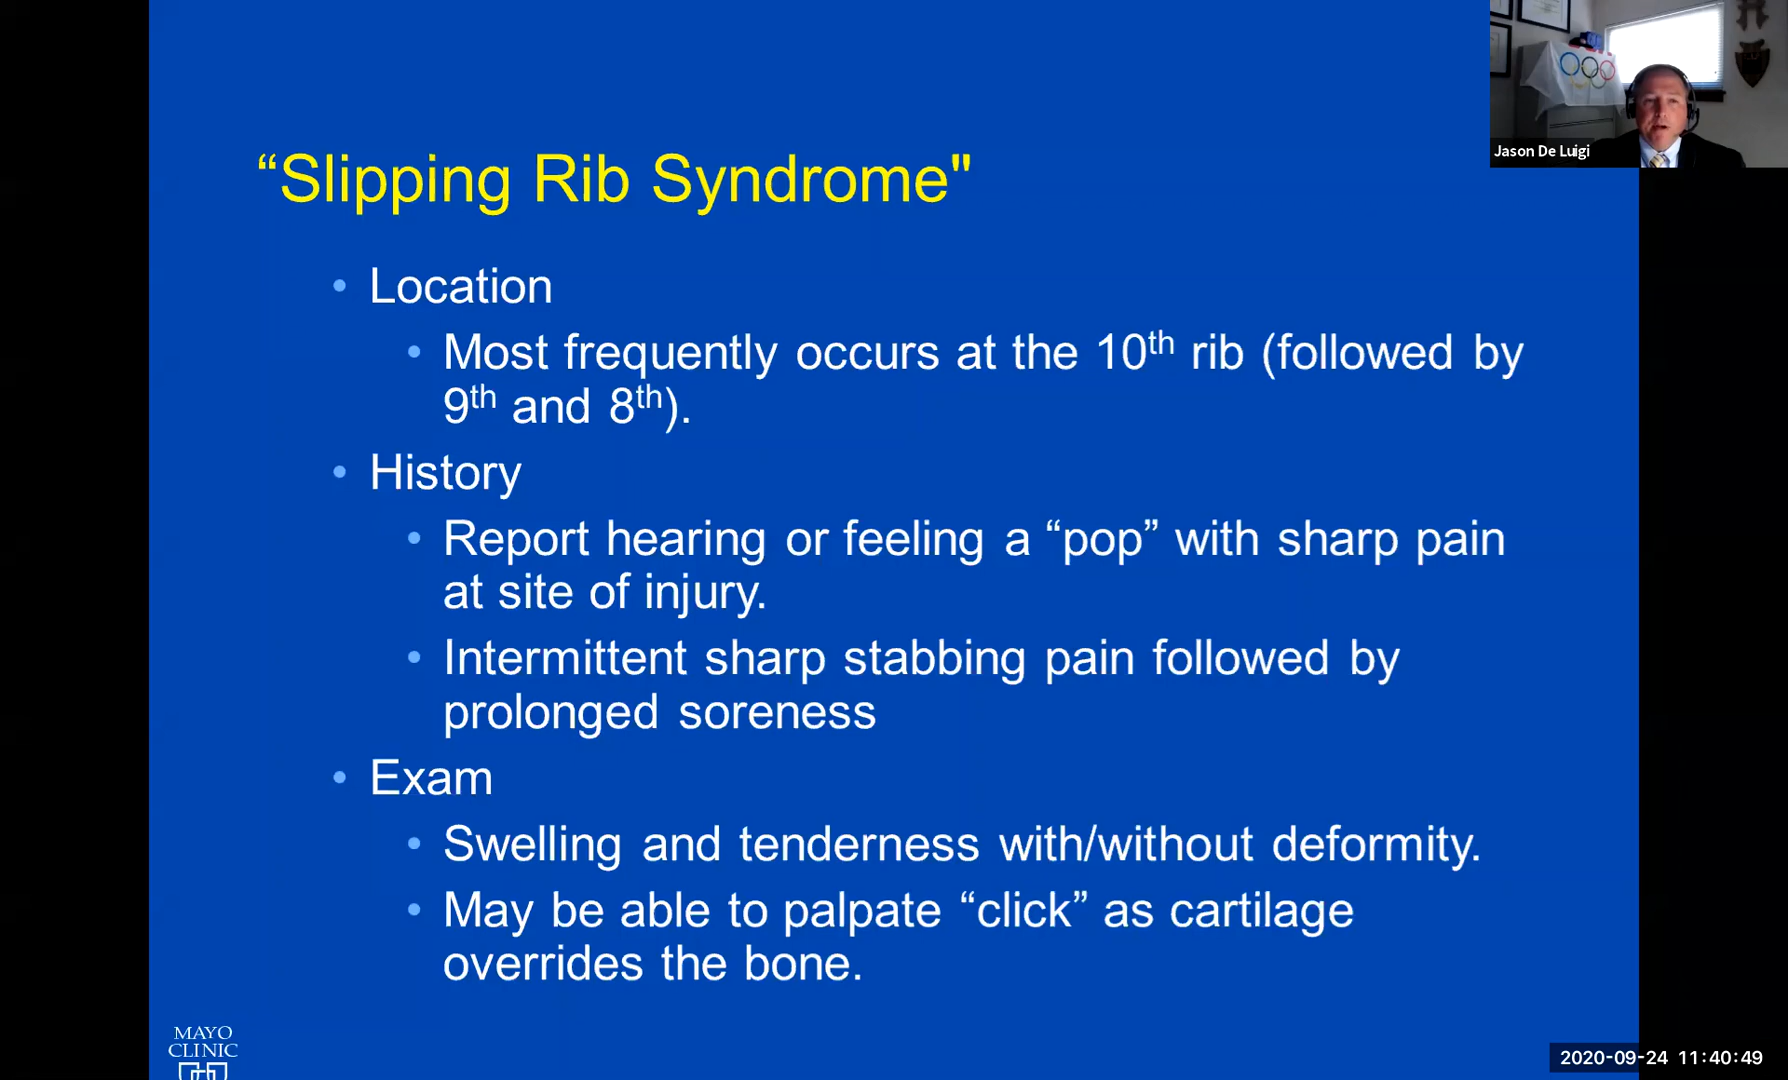 Jason De Luigi
“Slipping Rib Syndrome"
• Location
• Most frequently occurs at the 10th rib (followed by
9th and 8th).
• History
• Report hearing or feeling a “pop” with sharp pain
at site of injury.
• Intermittent sharp stabbing pain followed by
prolonged soreness
• Exam
• Swelling and tenderness with/without deformity.
• May be able to palpate “click” as cartilage
overrides the bone.
MAYO
CLINIC
2020-09-24 11:40:49